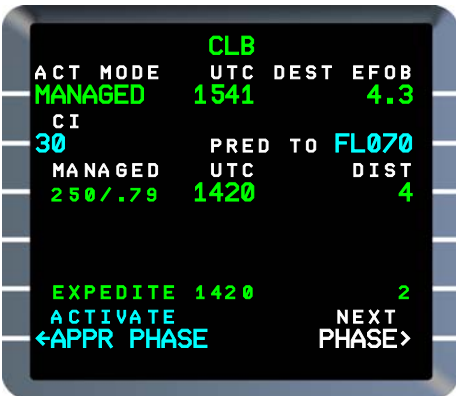 CLB
ACT MODE UTC DEST EFOB
MANAGED 1541 4.3
CI
30 PRED TO FL070
MANAGED UTC DIST
250/.79 1420 4
EXPEDITE 1420 2
ACTIVATE NEXT
←APPR PHASE PHASE>